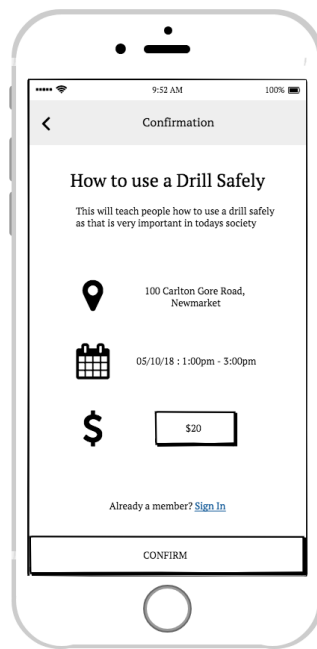 9:52 AM 100%
Confirmation
How to use a Drill Safely
This will teach people how to use a drill safely
as that is very important in todays society
100 Carlton Gore Road,
Newmarket
05/10/18 : 1:00pm - 3:00pm
$
$20
Already a member? Sign In
CONFIRM